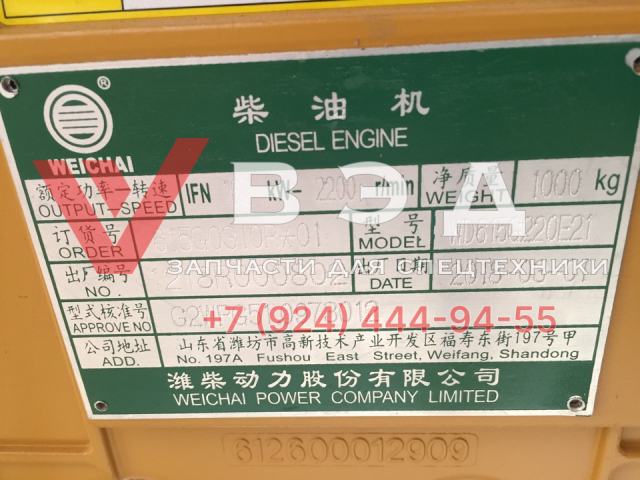 WEICHAI
®
柴油机
DIESEL ENGINE
额定功率一转速 IFN kW- 2200 r/min 净质量 1000 kg
OUTPUT-SPEED WEIGHT
订货号 型号 WD615G220E21
ORDER MODEL
出厂编号 出厂日期
NO. DATE
型式核准号
APPROVE NO
公司地址 山东省潍坊市高新技术产业开发区福寿东街197号甲
ADD. No. 197A Fushou East Street, Weifang, Shandong
潍柴动力股份有限公司
WEICHAI POWER COMPANY LIMITED
612600012909
ВЭД
ЗАПЧАСТИ ДЛЯ СПЕЦТЕХНИКИ
+7 (924) 444-94-55